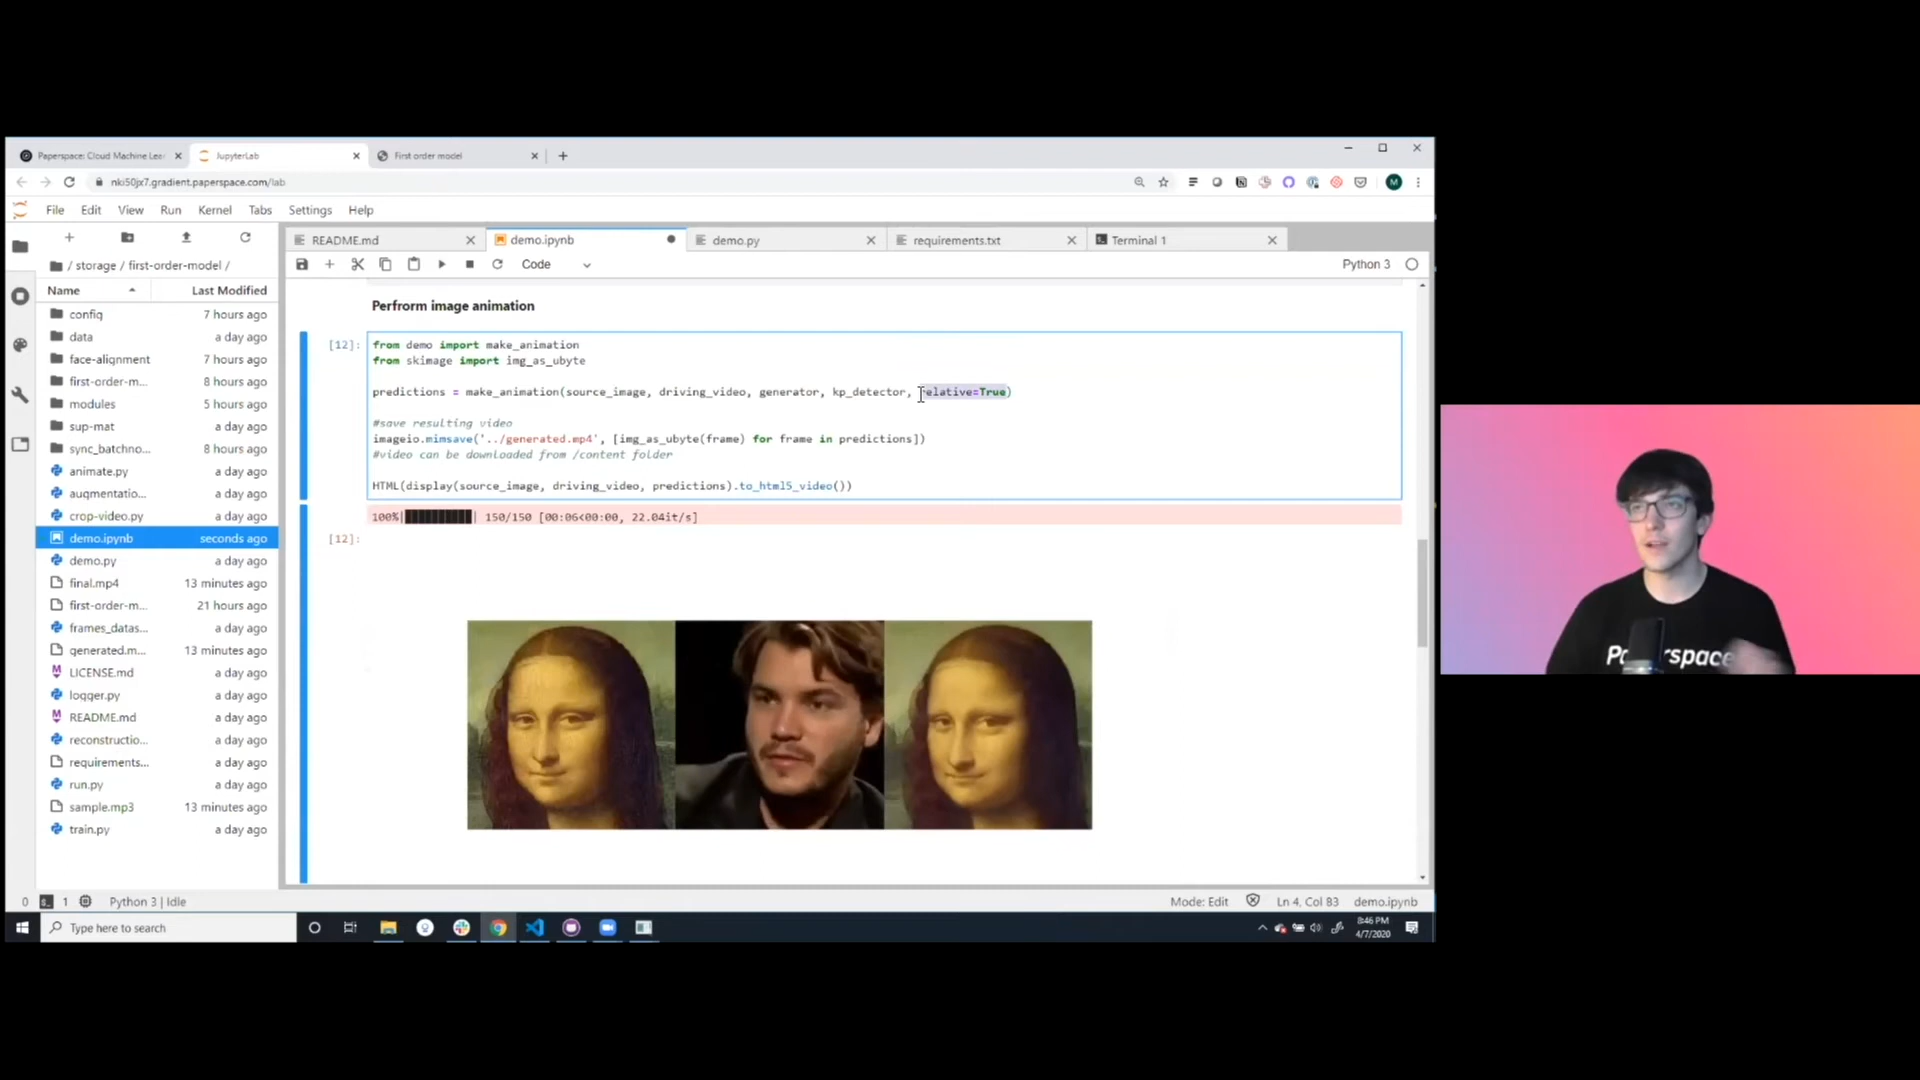 Paperspace: Cloud Machine Lear
JupyterLab
First order model
nki50jx7.gradient.paperspace.com/lab
M
File Edit View Run Kernel Tabs Settings Help
README.md
demo.ipynb
demo.py
requirements.txt
Terminal 1
Code
Python 3
/ storage / first-order-model /
Name Last Modified
config 7 hours ago
data a day ago
face-alignment 7 hours ago
first-order-m... 8 hours ago
modules 5 hours ago
sup-mat a day ago
sync_batchno... 8 hours ago
animate.py a day ago
augmentatio... a day ago
crop-video.py a day ago
demo.ipynb seconds ago
demo.py a day ago
final.mp4 13 minutes ago
first-order-m... 21 hours ago
frames_datas... a day ago
generated.m... 13 minutes ago
LICENSE.md a day ago
logger.py a day ago
README.md a day ago
reconstructio... a day ago
requirements... a day ago
run.py a day ago
sample.mp3 13 minutes ago
train.py a day ago
Perfrorm image animation
[12]:
from demo import make_animation
from skimage import img_as_ubyte
predictions = make_animation(source_image, driving_video, generator, kp_detector, relative=True)
#save resulting video
imageio.mimsave('../generated.mp4', [img_as_ubyte(frame) for frame in predictions])
#video can be downloaded from /content folder
HTML(display(source_image, driving_video, predictions).to_html5_video())
100%|██████████| 150/150 [00:06<00:00, 22.04it/s]
[12]:
0 1 Python 3 | Idle
Mode: Edit Ln 4, Col 83 demo.ipynb
Type here to search
8:46 PM
4/7/2020